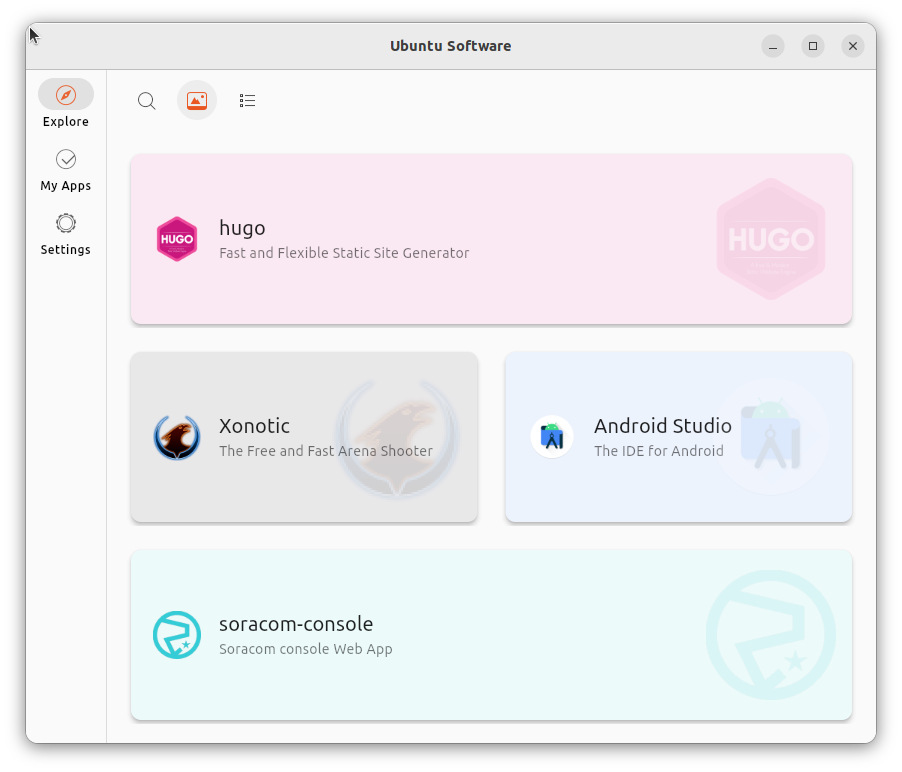 Ubuntu Software
Explore
My Apps
Settings
HUGO
hugo
Fast and Flexible Static Site Generator
HUGO
Xonotic
The Free and Fast Arena Shooter
Android Studio
The IDE for Android
soracom-console
Soracom console Web App